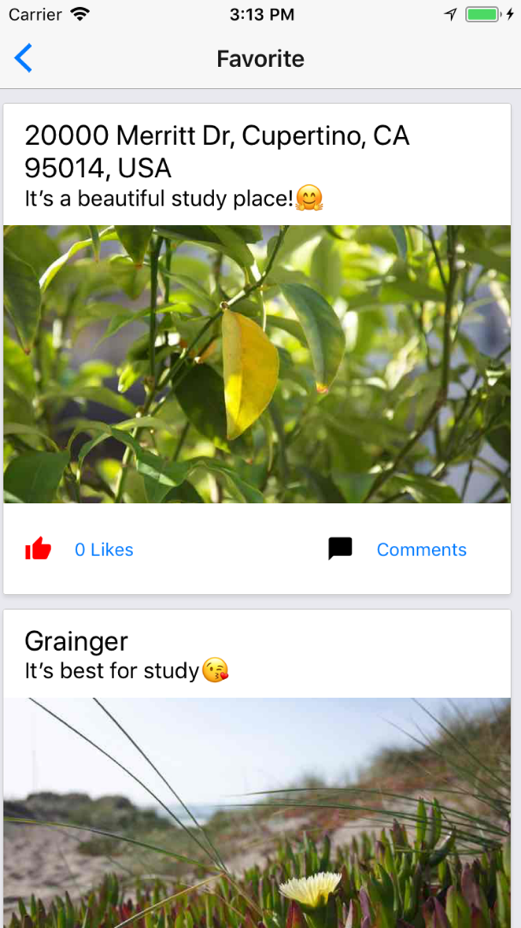 Carrier 3:13 PM
Favorite
20000 Merritt Dr, Cupertino, CA
95014, USA
It’s a beautiful study place!🤗
0 Likes Comments
Grainger
It’s best for study😘